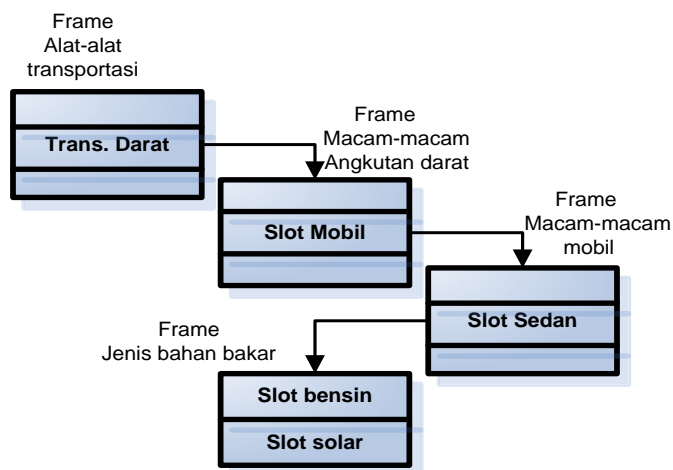 Frame
Alat-alat
transportasi
Trans. Darat
Frame
Macam-macam
Angkutan darat
Slot Mobil
Frame
Macam-macam
mobil
Slot Sedan
Frame
Jenis bahan bakar
Slot bensin
Slot solar